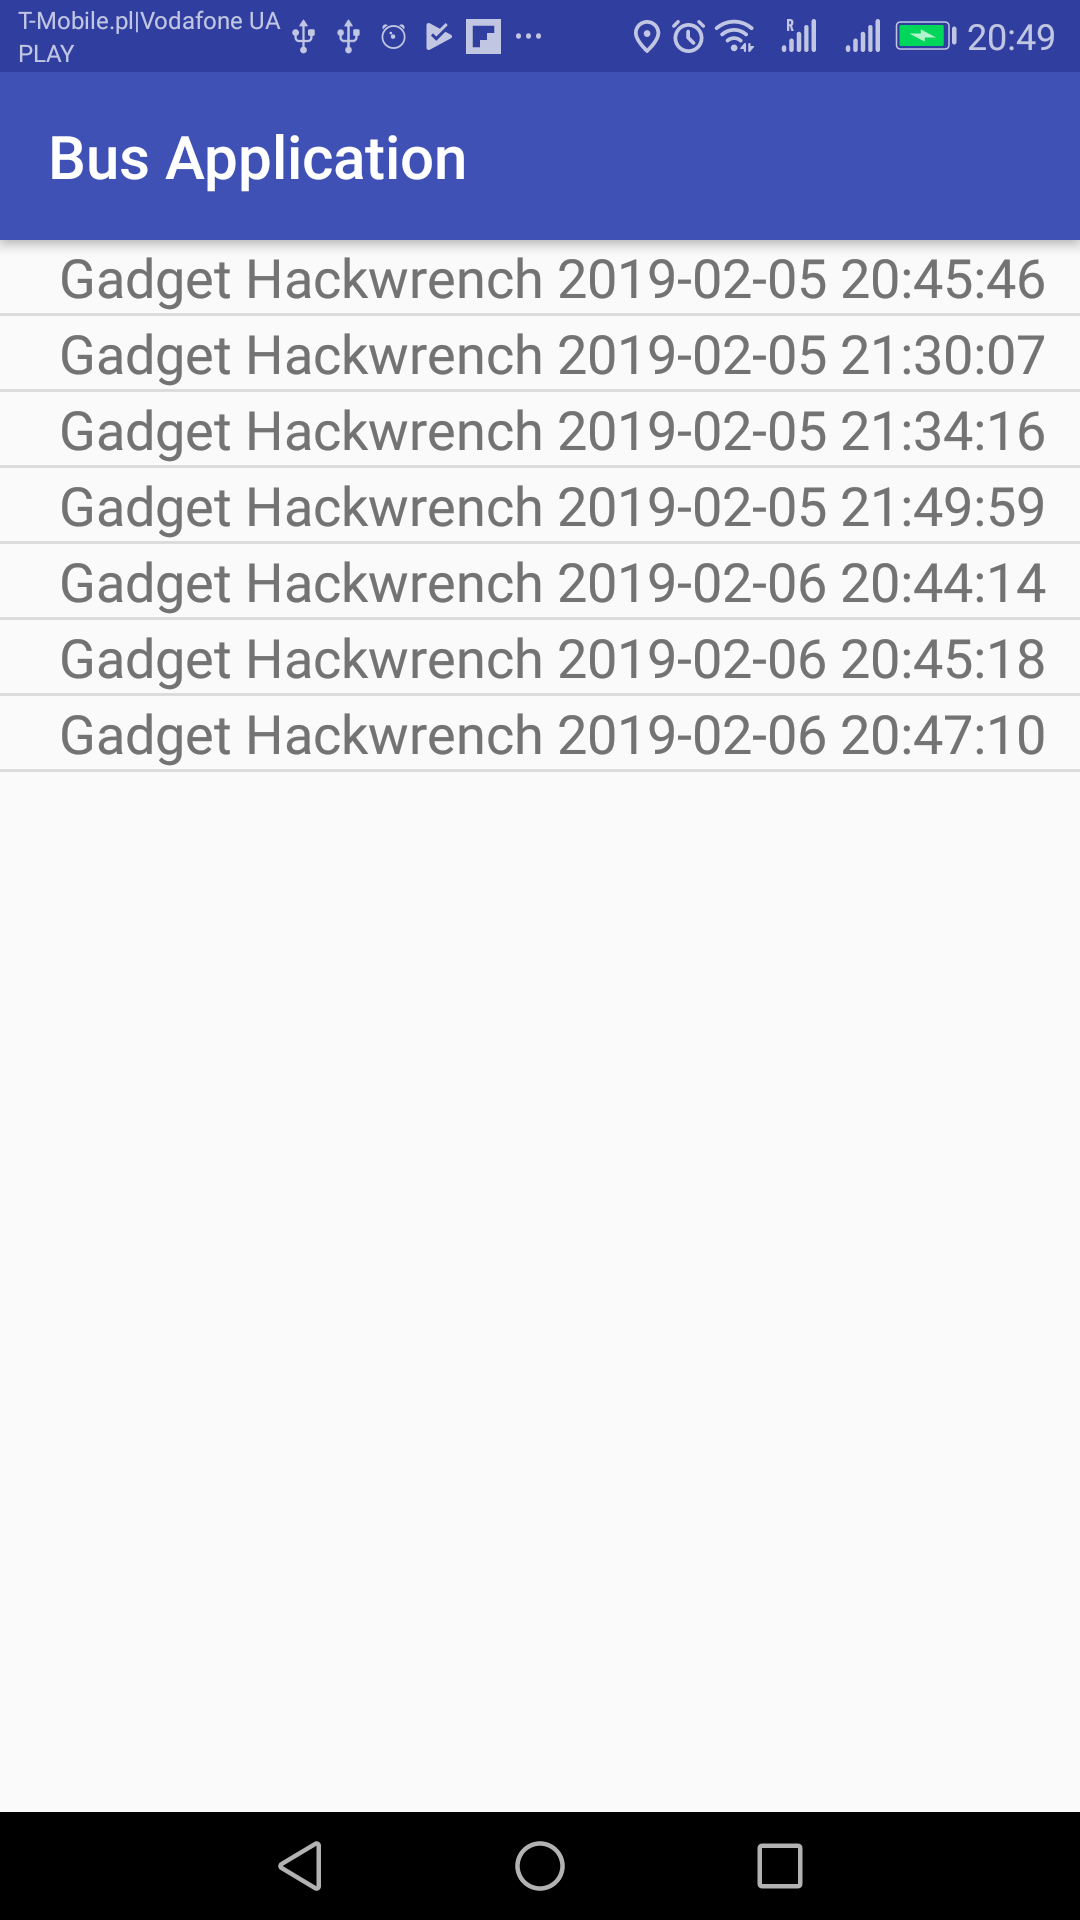 T-Mobile.pl|Vodafone UA
PLAY
R
20:49
Bus Application
Gadget Hackwrench 2019-02-05 20:45:46
Gadget Hackwrench 2019-02-05 21:30:07
Gadget Hackwrench 2019-02-05 21:34:16
Gadget Hackwrench 2019-02-05 21:49:59
Gadget Hackwrench 2019-02-06 20:44:14
Gadget Hackwrench 2019-02-06 20:45:18
Gadget Hackwrench 2019-02-06 20:47:10